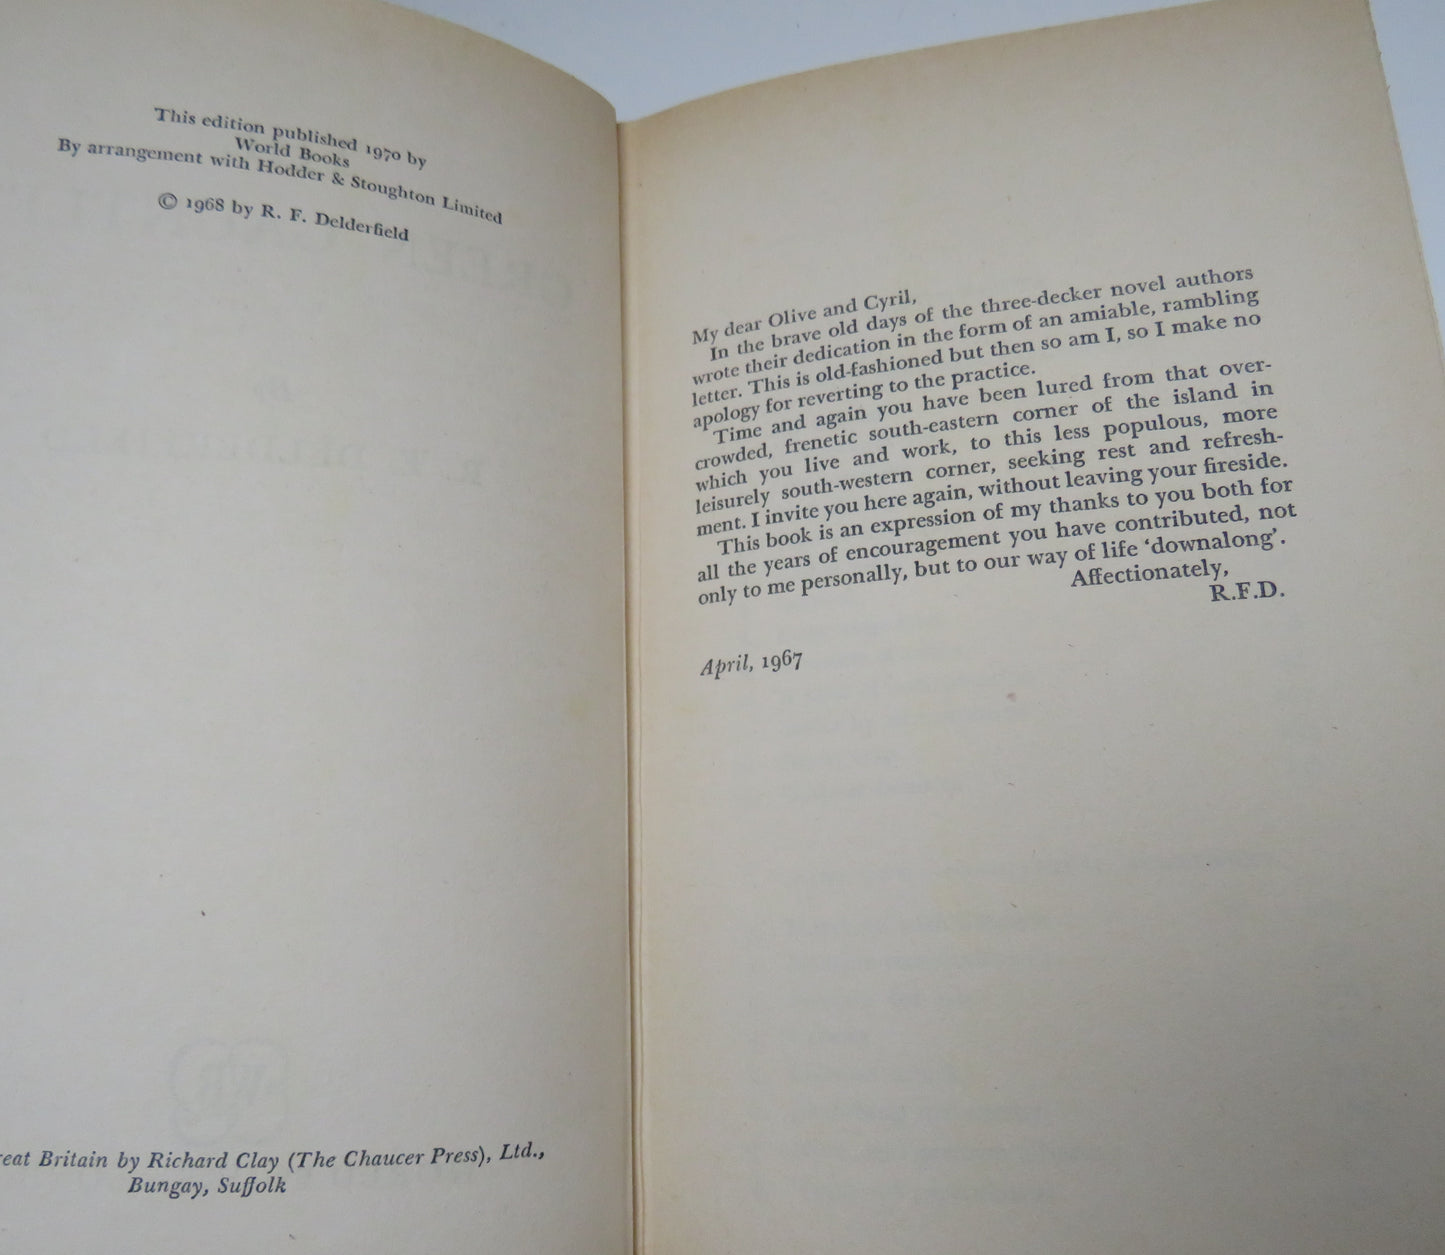 This edition published 1970 by
World Books
By arrangement with Hodder & Stoughton Limited
© 1968 by R. F. Delderfield
eat Britain by Richard Clay (The Chaucer Press), Ltd.,
Bungay, Suffolk
My dear Olive and Cyril,
In the brave old days of the three-decker novel authors
wrote their dedication in the form of an amiable, rambling
letter. This is old-fashioned but then so am I, so I make no
apology for reverting to the practice.
Time and again you have been lured from that over-
crowded, frenetic south-eastern corner of the island in
which you live and work, to this less populous, more
leisurely south-western corner, seeking rest and refresh-
ment. I invite you here again, without leaving your fireside.
This book is an expression of my thanks to you both for
all the years of encouragement you have contributed, not
only to me personally, but to our way of life ‘downalong’.
Affectionately,
R.F.D.
April, 1967